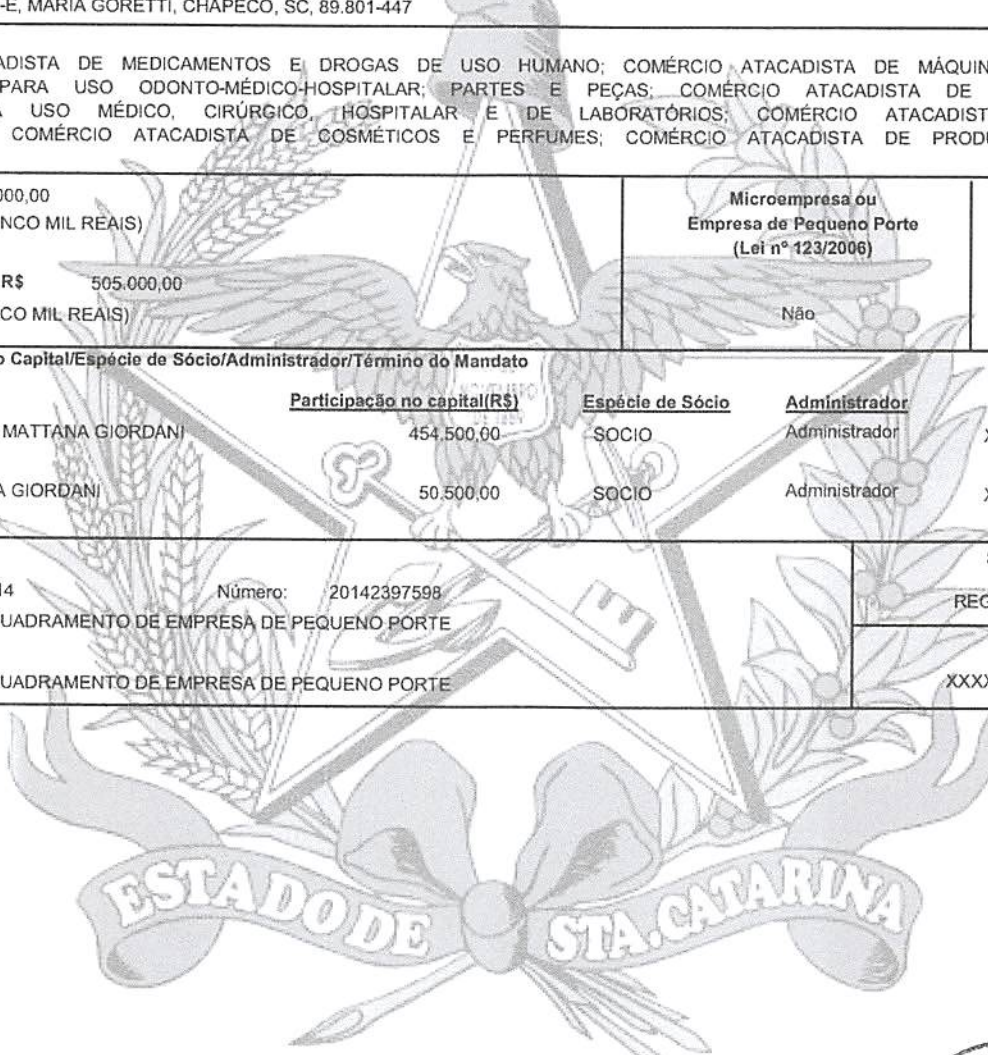 -E, MARIA GORETTI, CHAPECÓ, SC, 89.801-447
ADISTA DE MEDICAMENTOS E DROGAS DE USO HUMANO; COMÉRCIO ATACADISTA DE MÁQUIN
PARA USO ODONTO-MÉDICO-HOSPITALAR; PARTES E PEÇAS; COMÉRCIO ATACADISTA DE
USO MÉDICO, CIRÚRGICO, HOSPITALAR E DE LABORATÓRIOS; COMÉRCIO ATACADIST
COMÉRCIO ATACADISTA DE COSMÉTICOS E PERFUMES; COMÉRCIO ATACADISTA DE PRODU
000,00
NCO MIL REAIS)
Microempresa ou
Empresa de Pequeno Porte
(Lei nº 123/2006)
R$ 505.000,00
CO MIL REAIS)
Não
o Capital/Espécie de Sócio/Administrador/Término do Mandato
Participação no capital(R$) Espécie de Sócio Administrador
MATTANA GIORDANI 454.500,00 SOCIO Administrador X
A GIORDANI 50.500,00 SOCIO Administrador X
14 Número: 20142397598
REG
UADRAMENTO DE EMPRESA DE PEQUENO PORTE
UADRAMENTO DE EMPRESA DE PEQUENO PORTE
XXXX
ESTADO DE STA. CATARINA